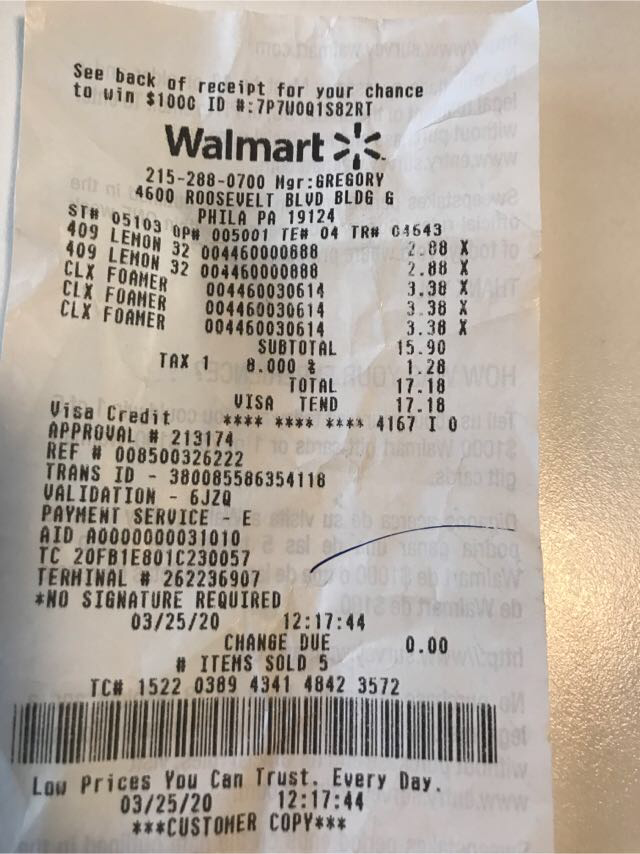 See back of receipt for your chance
to win $1000 ID #:7P7W0Q1S82RT
Walmart
215-288-0700 Mgr:GREGORY
4600 ROOSEVELT BLVD BLDG G
PHILA PA 19124
ST# 05103 OP# 005001 TE# 04 TR# 04643
409 LEMON 32 004460000888 2.88 X
409 LEMON 32 004460000888 2.88 X
CLX FOAMER 004460030614 3.38 X
CLX FOAMER 004460030614 3.38 X
CLX FOAMER 004460030614 3.38 X
SUBTOTAL 15.90
TAX 1 8.000 % 1.28
TOTAL 17.18
VISA TEND 17.18
Visa Credit **** **** **** 4167 I 0
APPROVAL # 213174
REF # 008500326222
TRANS ID - 380085586354118
VALIDATION - 6JZQ
PAYMENT SERVICE - E
AID A0000000031010
TC 20FB1E801C230057
TERMINAL # 262236907
*NO SIGNATURE REQUIRED
03/25/20 12:17:44
CHANGE DUE 0.00
# ITEMS SOLD 5
TC# 1522 0389 4341 4842 3572
Low Prices You Can Trust. Every Day.
03/25/20 12:17:44
***CUSTOMER COPY***